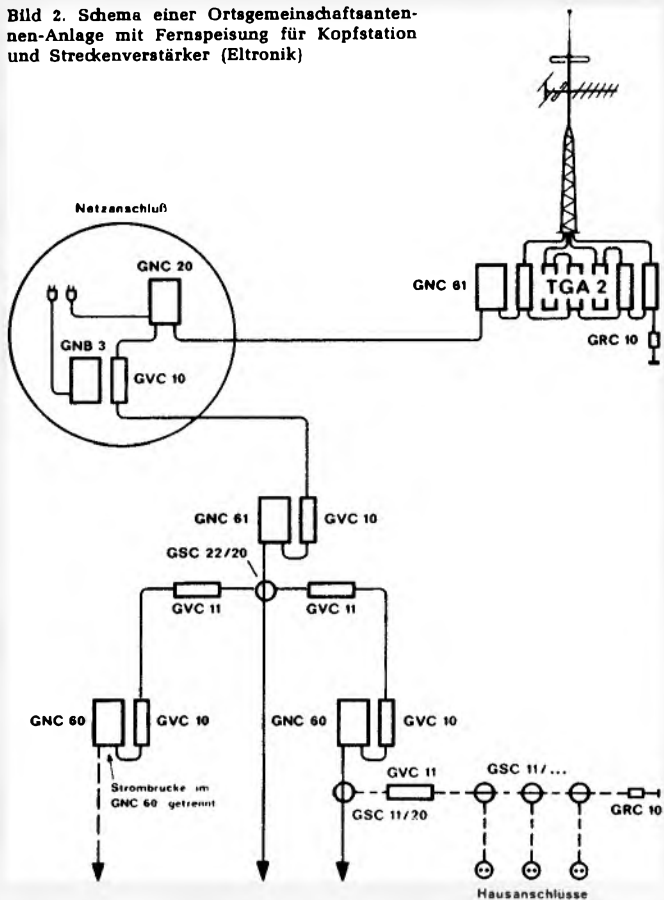 Bild 2. Schema einer Ortsgemeinschaftsanten-
nen-Anlage mit Fernspeisung für Kopfstation
und Streckenverstärker (Eltronik)
Netzanschluß
GNC 20
GNB 3
GVC 10
GNC 61
TGA 2
GRC 10
GNC 61
GVC 10
GSC 22/20
GVC 11
GVC 11
GNC 60
GVC 10
GNC 60
GVC 10
Strombrücke im
GNC 60 getrennt
GVC 11
GSC 11/...
GSC 11/20
GRC 10
Hausanschlüsse